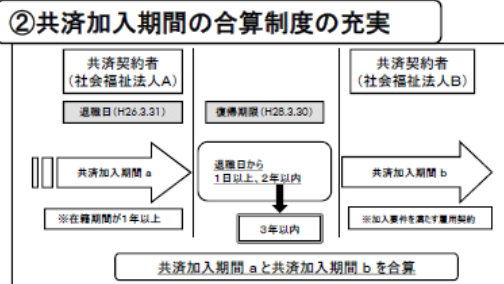 ②共済加入期間の合算制度の充実
共済契約者
(社会福祉法人A)
共済契約者
(社会福祉法人B)
退職日(H26.3.31)
復帰期限(H28.3.30)
共済加入期間 a
退職日から
1日以上、2年以内
共済加入期間 b
※在籍期間が1年以上
3年以内
※加入要件を満たす雇用契約
共済加入期間 aと共済加入期間 bを合算